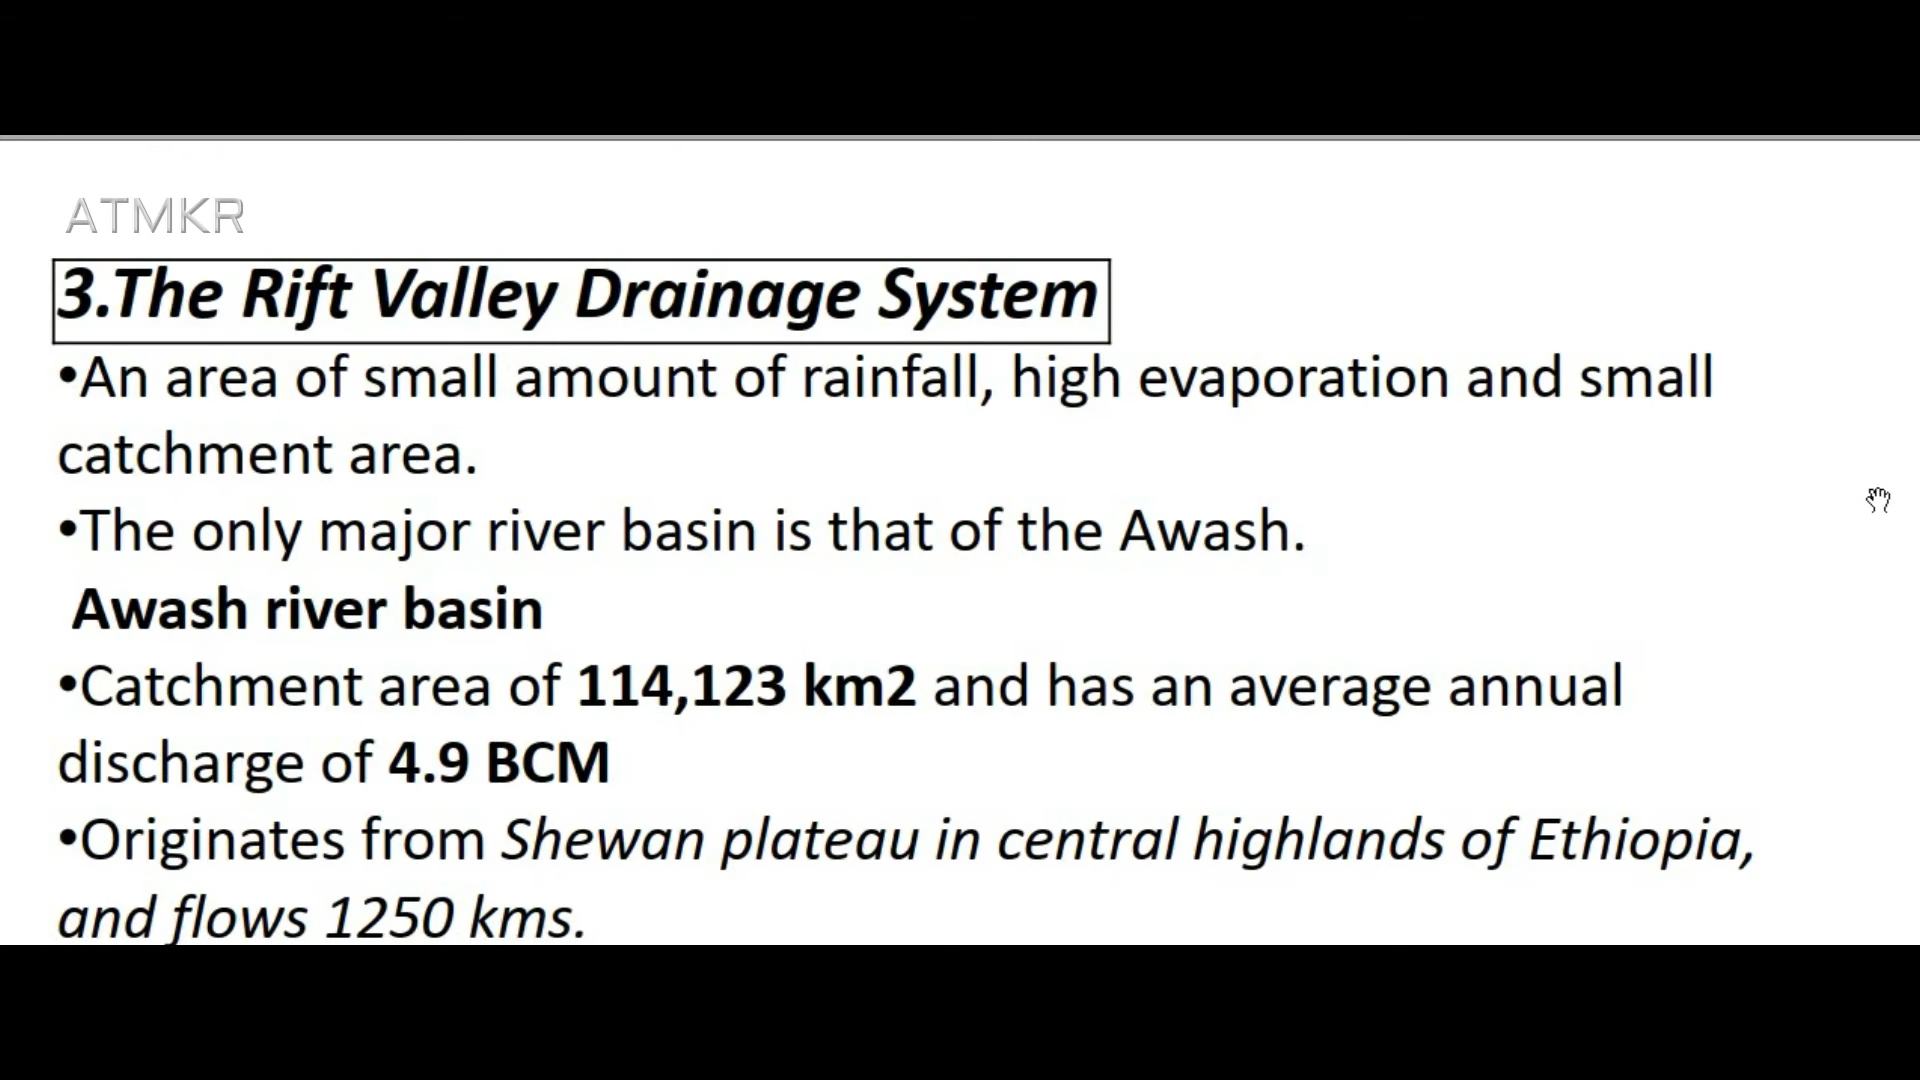 ATMKR
3.The Rift Valley Drainage System
•An area of small amount of rainfall, high evaporation and small
catchment area.
•The only major river basin is that of the Awash.
Awash river basin
•Catchment area of 114,123 km2 and has an average annual
discharge of 4.9 BCM
•Originates from Shewan plateau in central highlands of Ethiopia,
and flows 1250 kms.